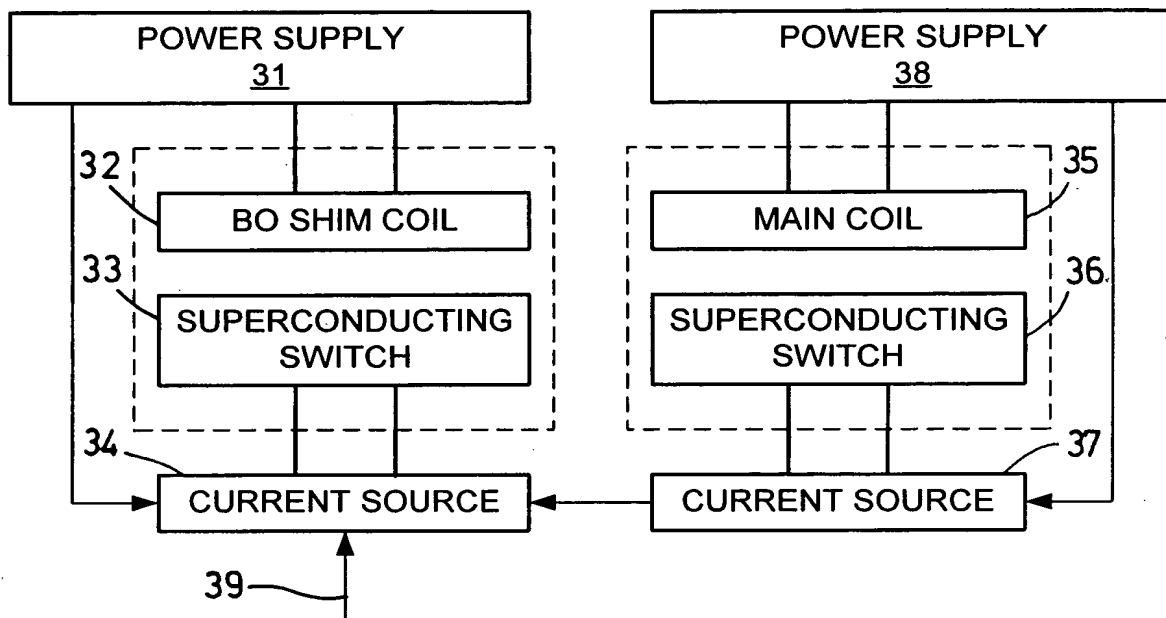 POWER SUPPLY
31
POWER SUPPLY
38
32
BO SHIM COIL
MAIN COIL
35
33
SUPERCONDUCTING
SWITCH
SUPERCONDUCTING
SWITCH
36
34
CURRENT SOURCE
CURRENT SOURCE
37
39